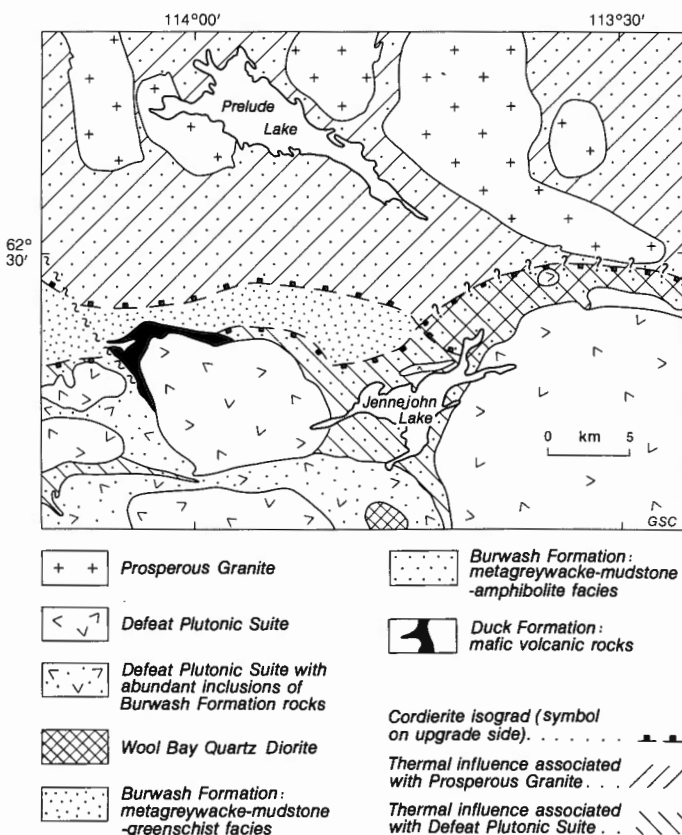 114°00'
113°30'
Prelude
Lake
62°
30'
? ? ? ? ? ? ? ?
Jennejohn
Lake
0 km 5
GSC
Prosperous Granite
Defeat Plutonic Suite
Defeat Plutonic Suite with
abundant inclusions of
Burwash Formation rocks
Wool Bay Quartz Diorite
Burwash Formation:
metagreywacke-mudstone
-greenschist facies
Burwash Formation:
metagreywacke-mudstone
-amphibolite facies
Duck Formation:
mafic volcanic rocks
Cordierite isograd (symbol
on upgrade side). . . . . .
Thermal influence associated
with Prosperous Granite . . .
Thermal influence associated
with Defeat Plutonic Suite . .